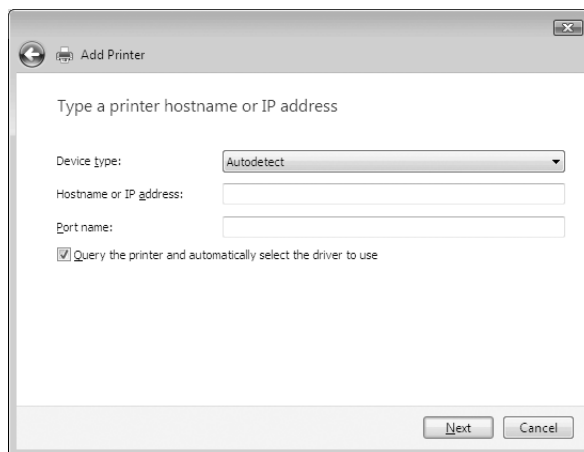 Add Printer
Type a printer hostname or IP address
Device type: Autodetect
Hostname or IP address:
Port name:
Query the printer and automatically select the driver to use
Next Cancel